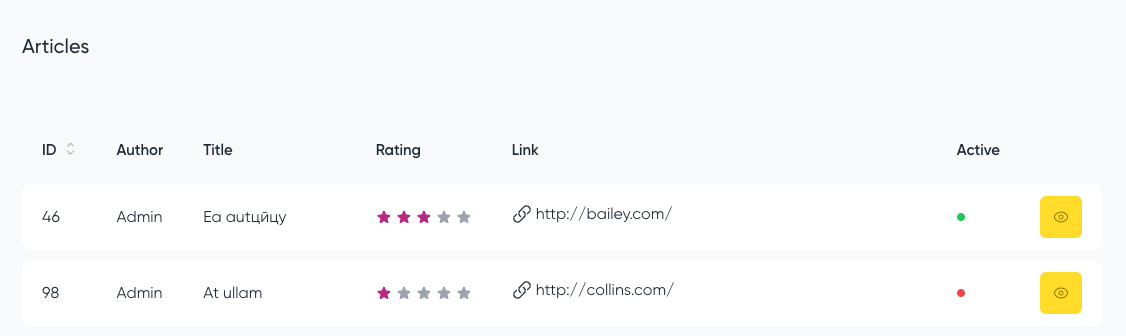 Articles
ID Author Title Rating Link Active
46 Admin Ea autцйцу http://bailey.com/
98 Admin At ullam http://collins.com/